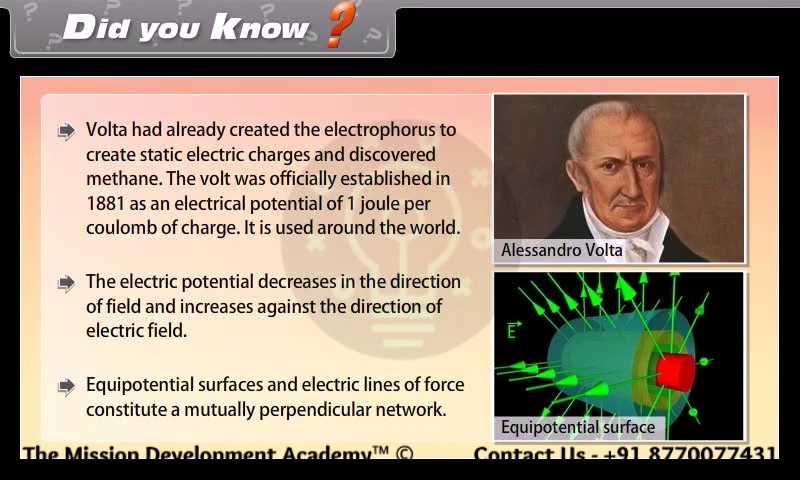 Did you Know ?
Volta had already created the electrophorus to
create static electric charges and discovered
methane. The volt was officially established in
1881 as an electrical potential of 1 joule per
coulomb of charge. It is used around the world.
Alessandro Volta
The electric potential decreases in the direction
of field and increases against the direction of
electric field.
E
Equipotential surfaces and electric lines of force
constitute a mutually perpendicular network.
Equipotential surface
The Mission Development Academy™ © Contact Us - +91 8770077431